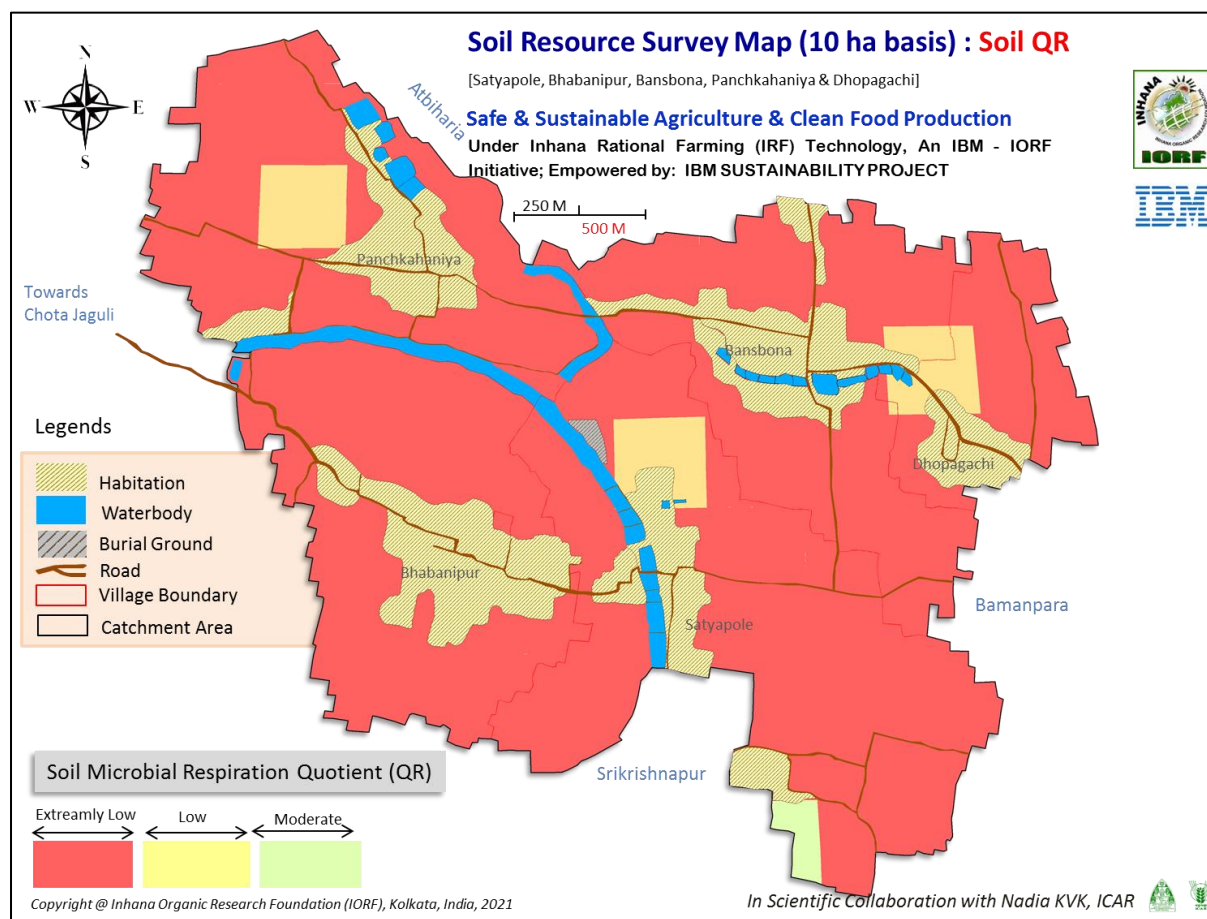 Soil Resource Survey Map (10 ha basis) : Soil QR
[Satyapole, Bhabanipur, Bansbona, Panchkahaniya & Dhopagachi]
Safe & Sustainable Agriculture & Clean Food Production
Under Inhana Rational Farming (IRF) Technology, An IBM - IORF
Initiative; Empowered by: IBM SUSTAINABILITY PROJECT
N
W
E
S
INHANA
IORF
IBM
250 M
500 M
Atbiharia
Panchkahaniya
Towards
Chota Jaguli
Bansbona
Dhopagachi
Bhabanipur
Satyapole
Bamanpara
Srikrishnapur
Legends
Habitation
Waterbody
Burial Ground
Road
Village Boundary
Catchment Area
Soil Microbial Respiration Quotient (QR)
Extreamly Low
Low
Moderate
Copyright @ Inhana Organic Research Foundation (IORF), Kolkata, India, 2021
In Scientific Collaboration with Nadia KVK, ICAR